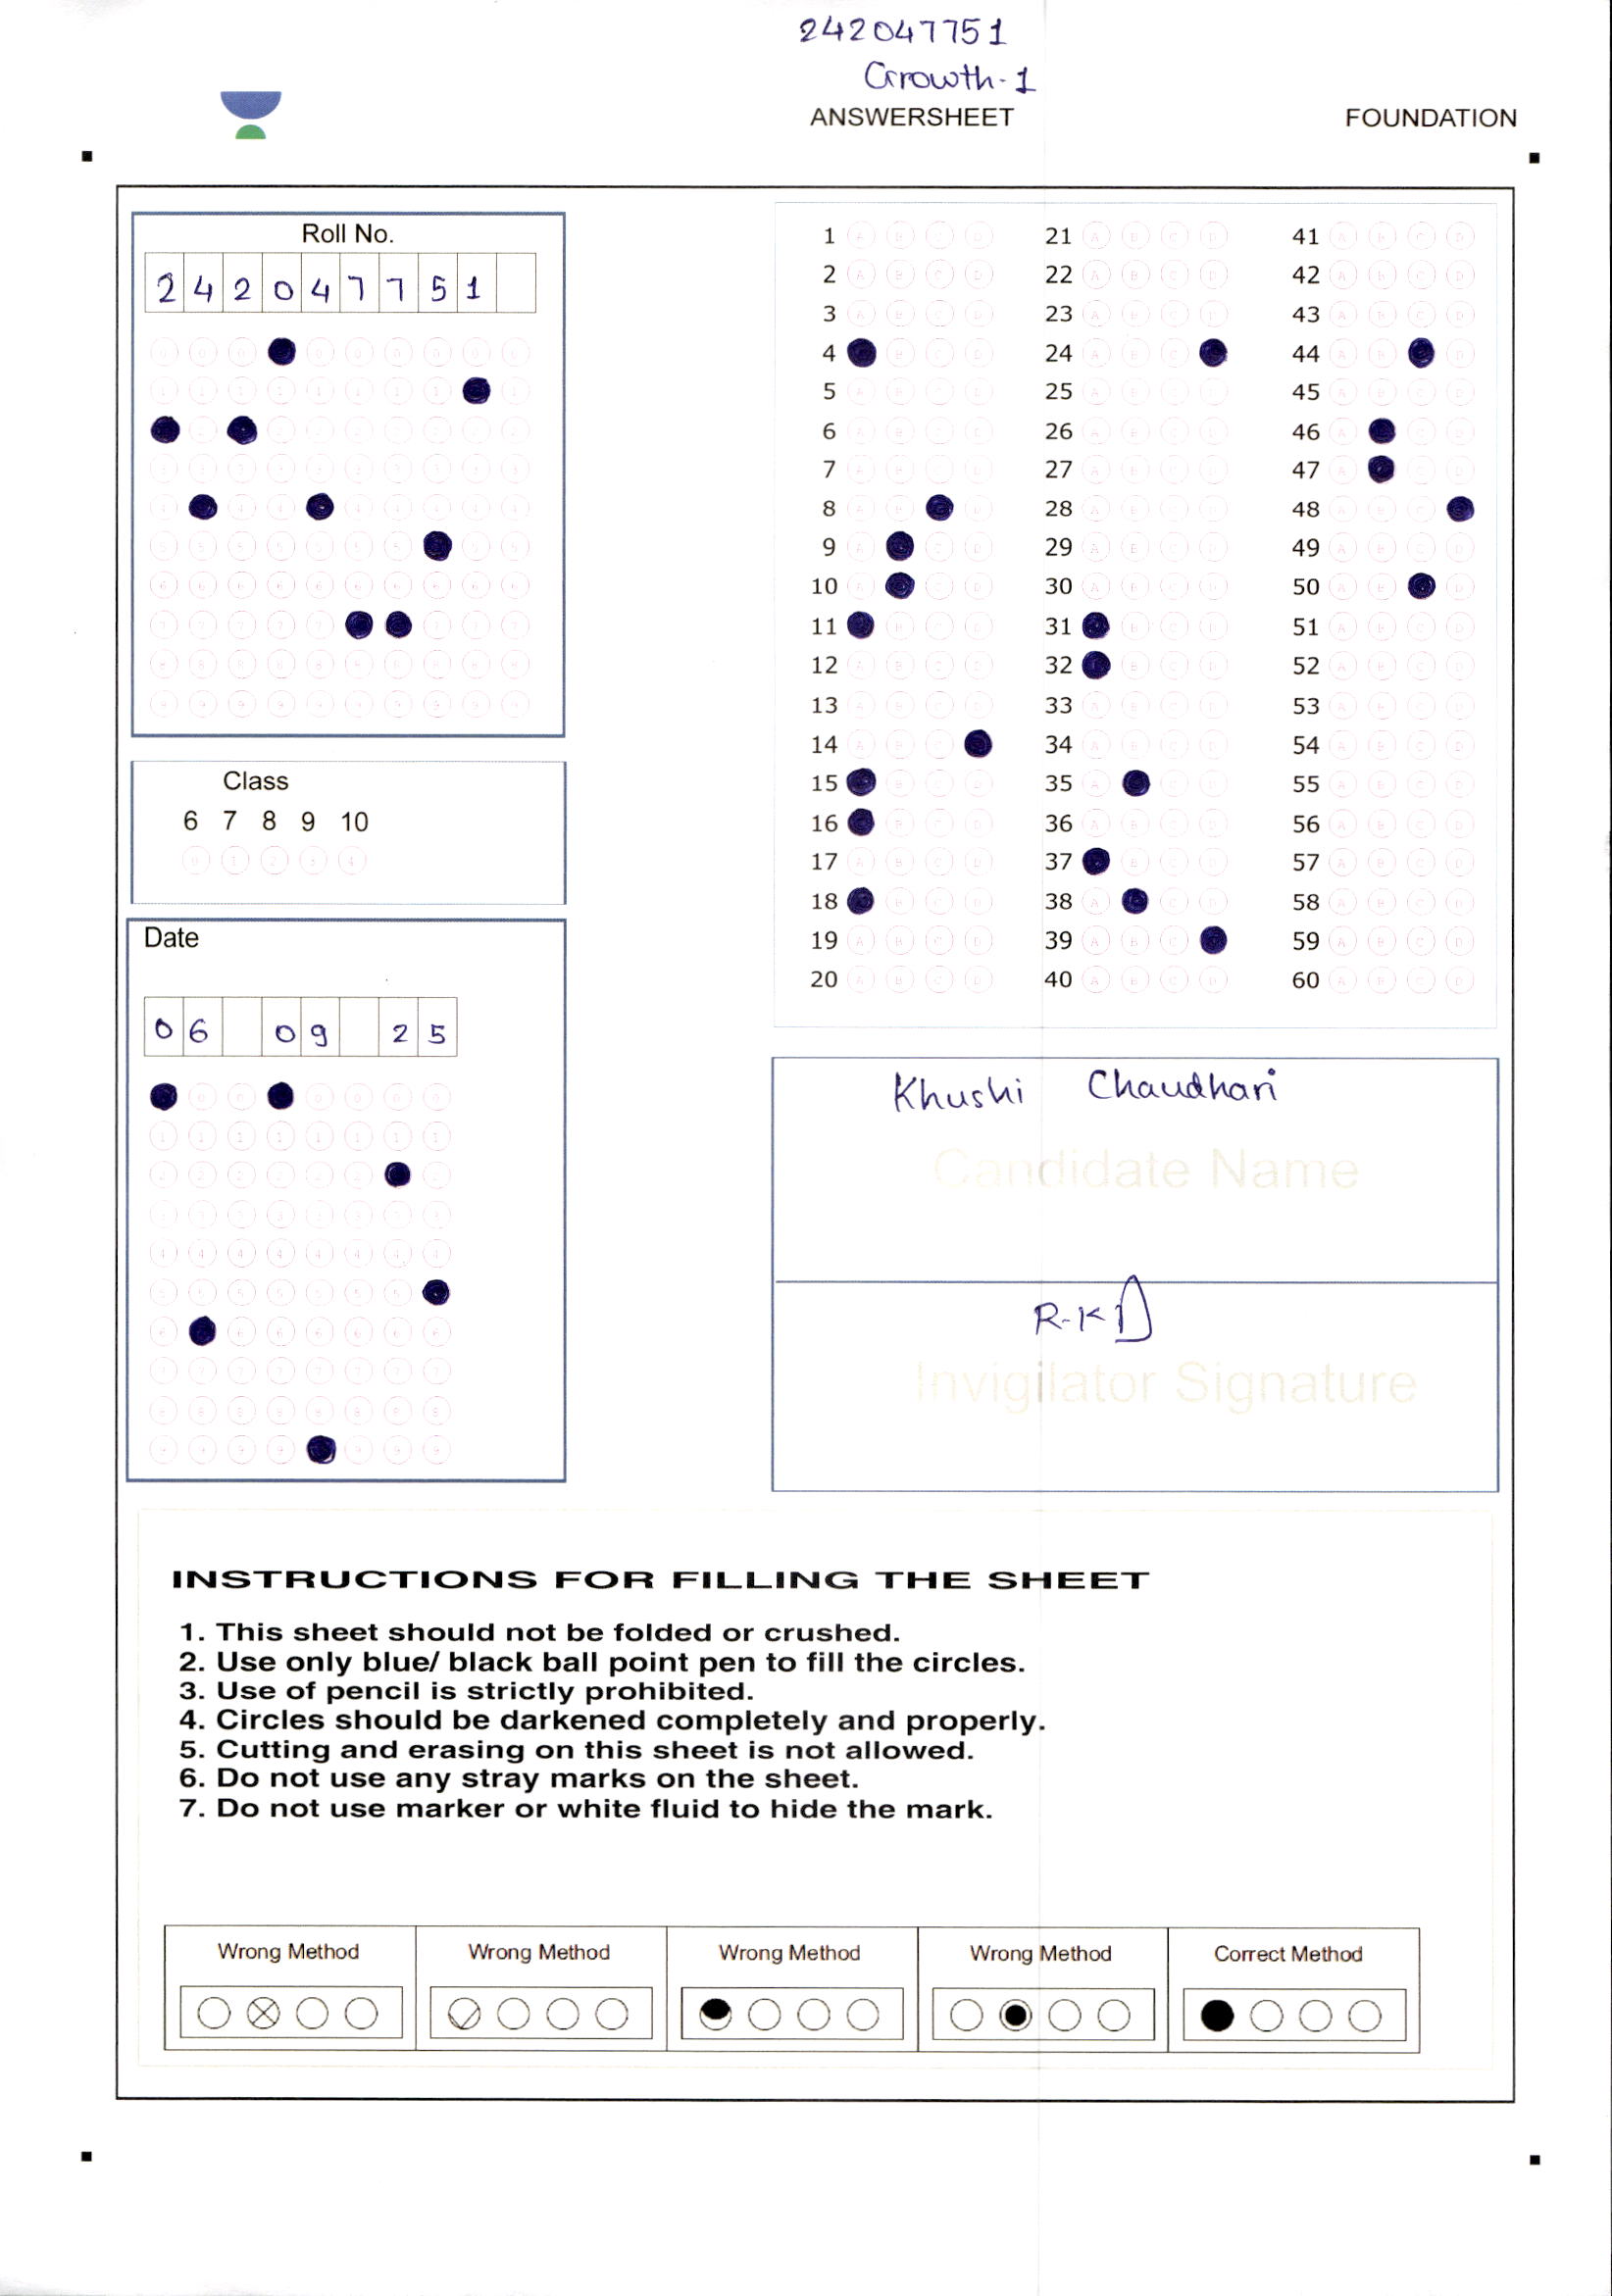 242047751
Growth-1
ANSWERSHEET FOUNDATION
Roll No.
2 4 2 0 4 7 7 5 1
Class
6 7 8 9 10
Date
0 6 0 9 2 5
1 A B C D 21 A B C D 41 A B C D
2 A B C D 22 A B C D 42 A B C D
3 A B C D 23 A B C D 43 A B C D
4 B C D 24 A B C 44 A B D
5 A B C D 25 A B C D 45 A B C D
6 A B C D 26 A B C D 46 A C D
7 A B C D 27 A B C D 47 A C D
8 A B D 28 A B C D 48 A B C
9 A C D 29 A B C D 49 A B C D
10 A C D 30 A B C D 50 A B D
11 B C D 31 B C D 51 A B C D
12 A B C D 32 B C D 52 A B C D
13 A B C D 33 A B C D 53 A B C D
14 A B C 34 A B C D 54 A B C D
15 B C D 35 A C D 55 A B C D
16 B C D 36 A B C D 56 A B C D
17 A B C D 37 B C D 57 A B C D
18 B C D 38 A C D 58 A B C D
19 A B C D 39 A B C 59 A B C D
20 A B C D 40 A B C D 60 A B C D
Khushi Chaudhari
Candidate Name
R-KD
Invigilator Signature
INSTRUCTIONS FOR FILLING THE SHEET
1. This sheet should not be folded or crushed.
2. Use only blue/ black ball point pen to fill the circles.
3. Use of pencil is strictly prohibited.
4. Circles should be darkened completely and properly.
5. Cutting and erasing on this sheet is not allowed.
6. Do not use any stray marks on the sheet.
7. Do not use marker or white fluid to hide the mark.
Wrong Method Wrong Method Wrong Method Wrong Method Correct Method